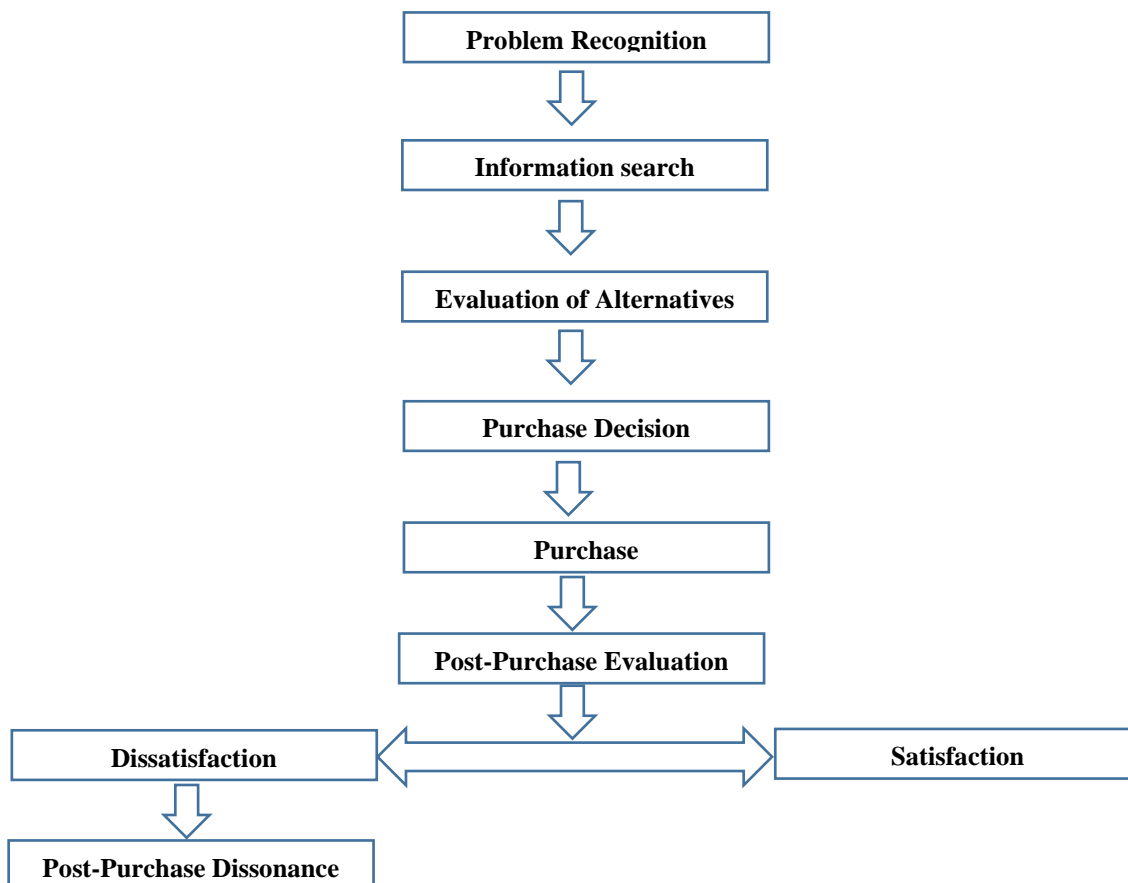 Problem Recognition
Information search
Evaluation of Alternatives
Purchase Decision
Purchase
Post-Purchase Evaluation
Dissatisfaction
Satisfaction
Post-Purchase Dissonance